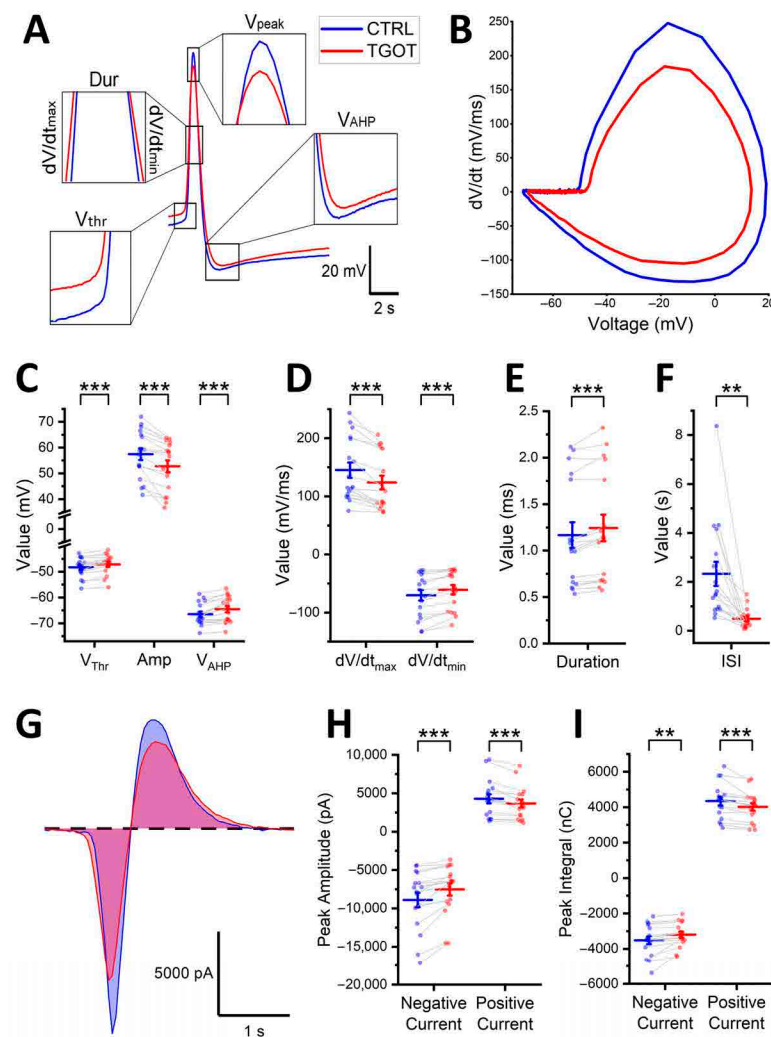 A
Vpeak
CTRL
TGOT
Dur
dV/dtmax
dV/dtmin
VAHP
Vthr
20 mV
2 s
B
dV/dt (mV/ms)
250
200
150
100
50
0
−50
−100
−150
−80
−60
−40
−20
0
20
Voltage (mV)
C
*** *** ***
Value (mV)
70
60
50
0
−50
−60
−70
VThr Amp VAHP
D
*** ***
Value (mV/ms)
200
100
0
−100
dV/dtmax dV/dtmin
E
***
Value (ms)
2.5
2.0
1.5
1.0
0.5
0.0
Duration
F
**
Value (s)
8
6
4
2
0
ISI
G
5000 pA
1 s
H
*** ***
Peak Amplitude (pA)
10,000
5000
0
−5000
−10,000
−15,000
−20,000
Negative Positive
Current Current
I
** ***
Peak Integral (nC)
6000
4000
2000
0
−2000
−4000
−6000
Negative Positive
Current Current